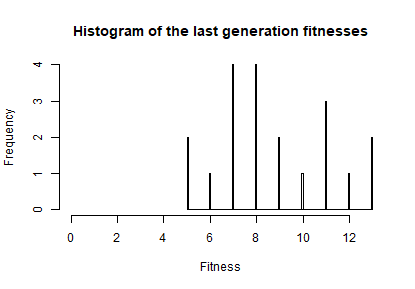 Histogram of the last generation fitnesses
Frequency
4
3
2
1
0
0 2 4 6 8 10 12
Fitness